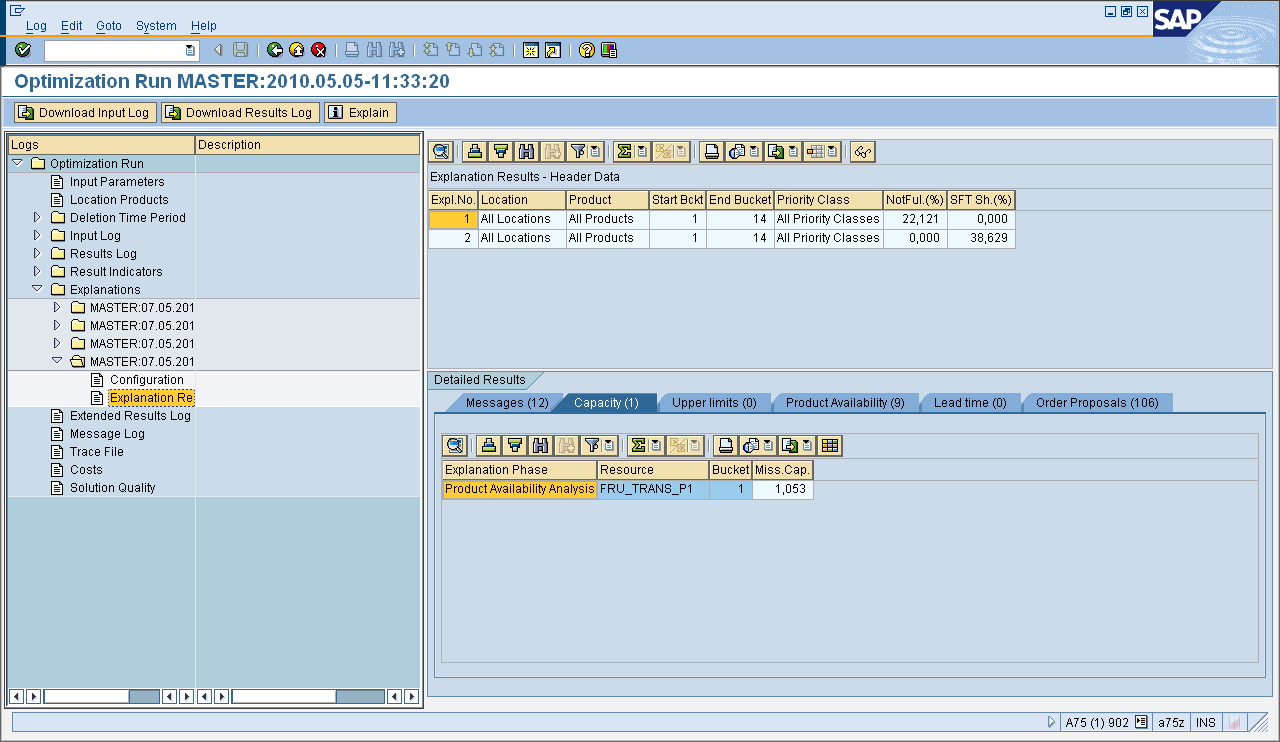 Log Edit Goto System Help
SAP
Optimization Run MASTER:2010.05.05-11:33:20
Download Input Log Download Results Log Explain
Logs Description
Optimization Run
Input Parameters
Location Products
Deletion Time Period
Input Log
Results Log
Result Indicators
Explanations
MASTER:07.05.201
MASTER:07.05.201
MASTER:07.05.201
MASTER:07.05.201
Configuration
Explanation Re
Extended Results Log
Message Log
Trace File
Costs
Solution Quality
Explanation Results - Header Data
Expl.No. Location Product Start Bckt End Bucket Priority Class NotFul.(%) SFT Sh.(%)
1 All Locations All Products 1 14 All Priority Classes 22,121 0,000
2 All Locations All Products 1 14 All Priority Classes 0,000 38,629
Detailed Results
Messages (12) Capacity (1) Upper limits (0) Product Availability (9) Lead time (0) Order Proposals (106)
Explanation Phase Resource Bucket Miss.Cap.
Product Availability Analysis FRU_TRANS_P1 1 1,053
A75 (1) 902 a75z INS